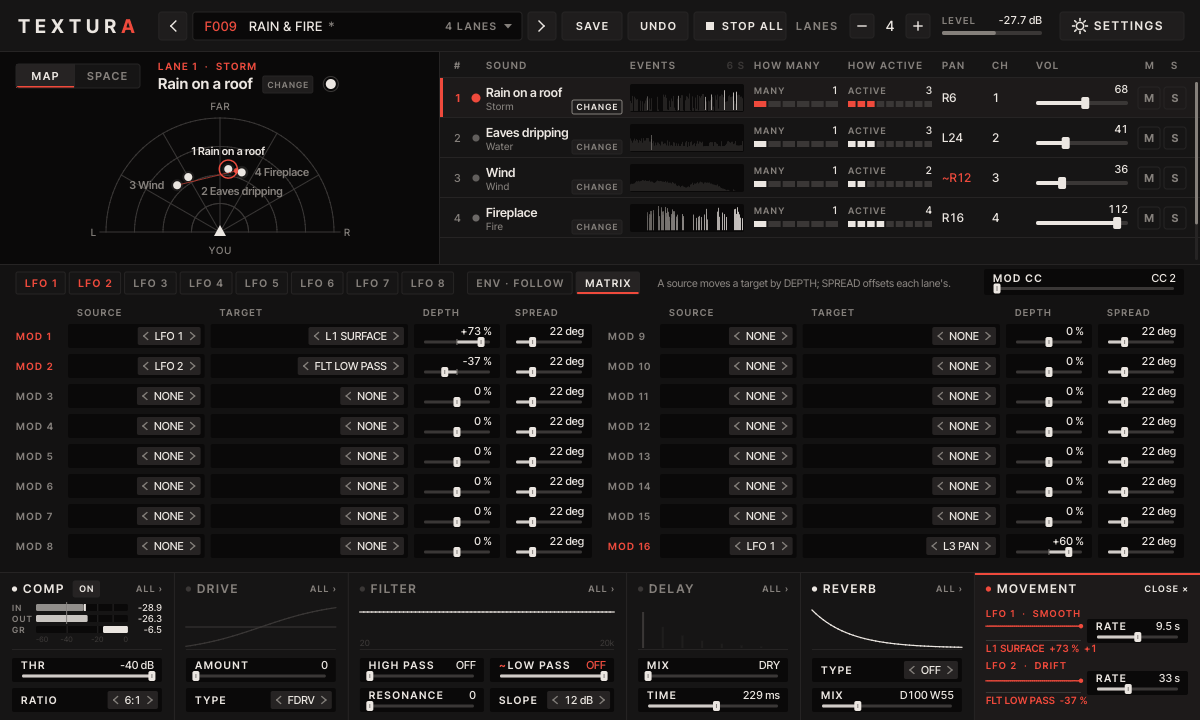 TEXTURA
F009 RAIN & FIRE * 4 LANES
SAVE
UNDO
STOP ALL
LANES
4
LEVEL -27.7 dB
SETTINGS
MAP
SPACE
LANE 1 · STORM
Rain on a roof
CHANGE
FAR
1 Rain on a roof
4 Fireplace
3 Wind
2 Eaves dripping
L
R
YOU
# SOUND EVENTS 6 S HOW MANY HOW ACTIVE PAN CH VOL M S
1 Rain on a roof Storm CHANGE MANY 1 ACTIVE 3 R6 1 68 M S
2 Eaves dripping Water CHANGE MANY 1 ACTIVE 3 L24 2 41 M S
3 Wind Wind CHANGE MANY 1 ACTIVE 2 ~R12 3 36 M S
4 Fireplace Fire CHANGE MANY 1 ACTIVE 4 R16 4 112 M S
LFO 1 LFO 2 LFO 3 LFO 4 LFO 5 LFO 6 LFO 7 LFO 8 ENV · FOLLOW MATRIX
A source moves a target by DEPTH; SPREAD offsets each lane's.
MOD CC CC 2
SOURCE TARGET DEPTH SPREAD SOURCE TARGET DEPTH SPREAD
MOD 1 LFO 1 L1 SURFACE +73 % 22 deg MOD 9 NONE NONE 0 % 22 deg
MOD 2 LFO 2 FLT LOW PASS -37 % 22 deg MOD 10 NONE NONE 0 % 22 deg
MOD 3 NONE NONE 0 % 22 deg MOD 11 NONE NONE 0 % 22 deg
MOD 4 NONE NONE 0 % 22 deg MOD 12 NONE NONE 0 % 22 deg
MOD 5 NONE NONE 0 % 22 deg MOD 13 NONE NONE 0 % 22 deg
MOD 6 NONE NONE 0 % 22 deg MOD 14 NONE NONE 0 % 22 deg
MOD 7 NONE NONE 0 % 22 deg MOD 15 NONE NONE 0 % 22 deg
MOD 8 NONE NONE 0 % 22 deg MOD 16 LFO 1 L3 PAN +60 % 22 deg
COMP ON ALL ›
IN -28.9
OUT -26.3
GR -6.5
-60 -40 -20 0
THR -40 dB
RATIO 6:1
DRIVE ALL ›
AMOUNT 0
TYPE FDRV
FILTER ALL ›
20 20k
HIGH PASS OFF ~LOW PASS OFF
RESONANCE 0 SLOPE 12 dB
DELAY ALL ›
MIX DRY
TIME 229 ms
REVERB ALL ›
TYPE OFF
MIX D100 W55
MOVEMENT CLOSE ×
LFO 1 · SMOOTH
RATE 9.5 s
L1 SURFACE +73 % +1
LFO 2 · DRIFT
RATE 33 s
FLT LOW PASS -37 %